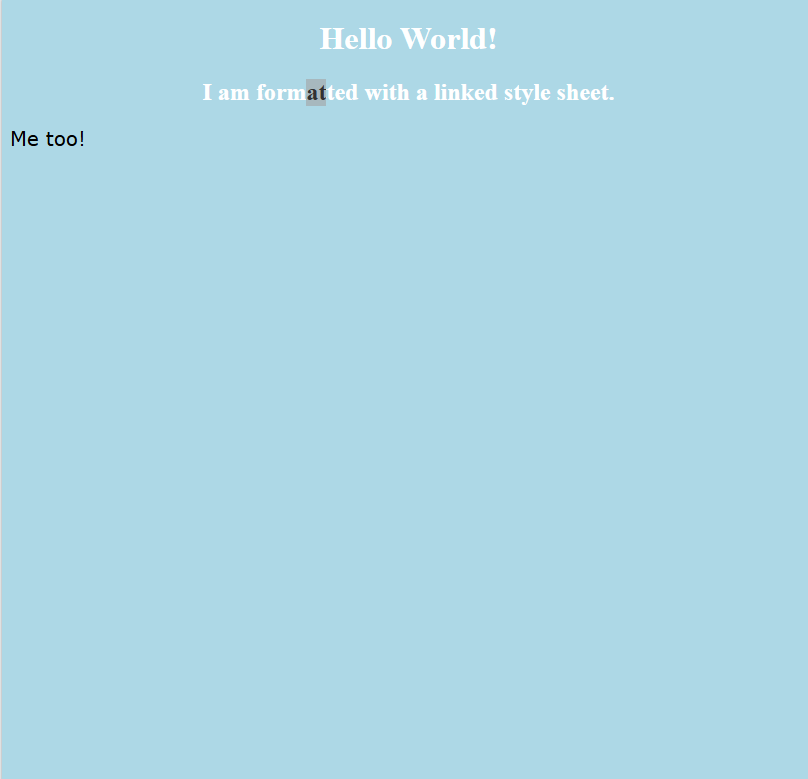 Hello World!
I am formatted with a linked style sheet.
Me too!